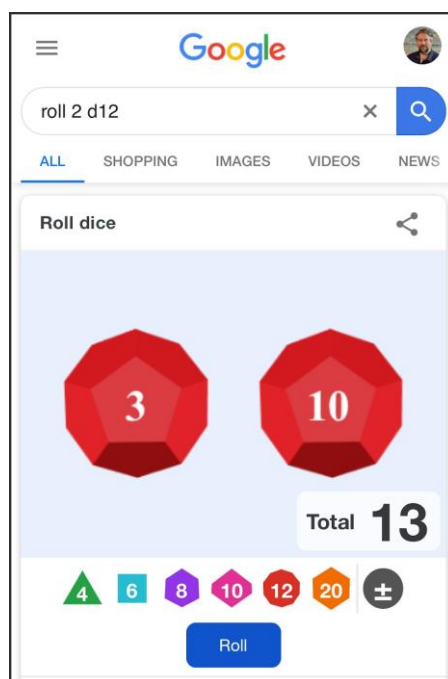 Google
roll 2 d12
ALL SHOPPING IMAGES VIDEOS NEWS
Roll dice
3 10
Total 13
4 6 8 10 12 20 ±
Roll